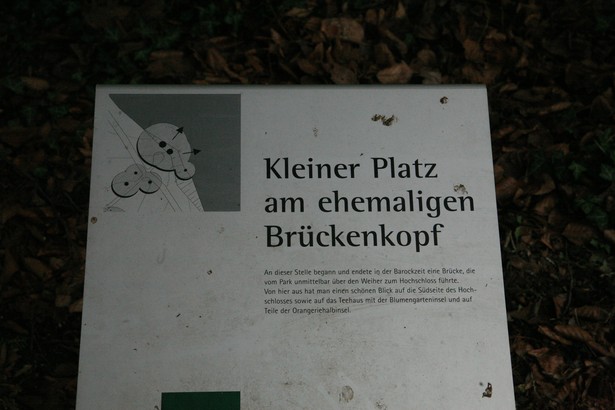 Kleiner Platz
am ehemaligen
Brückenkopf
An dieser Stelle begann und endete in der Barockzeit eine Brücke, die
vom Park unmittelbar über den Weiher zum Hochschloss führte.
Von hier aus hat man einen schönen Blick auf die Südseite des Hoch-
schlosses sowie auf das Teehaus mit der Blumengarteninsel und auf
Teile der Orangeriehalbinsel.